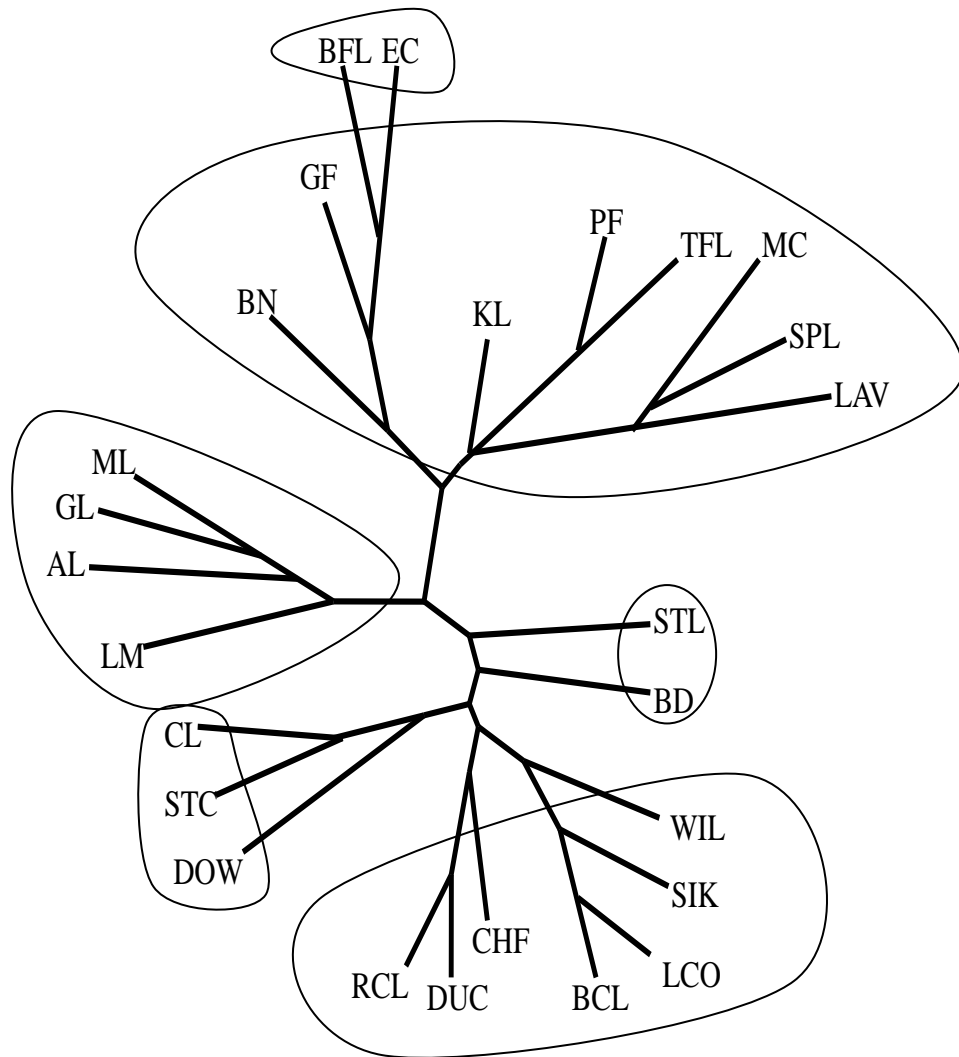 BFL EC
GF
PF
TFL
MC
BN
KL
SPL
LAV
ML
GL
AL
LM
STL
BD
CL
STC
DOW
WIL
SIK
CHF
LCO
RCL
DUC
BCL